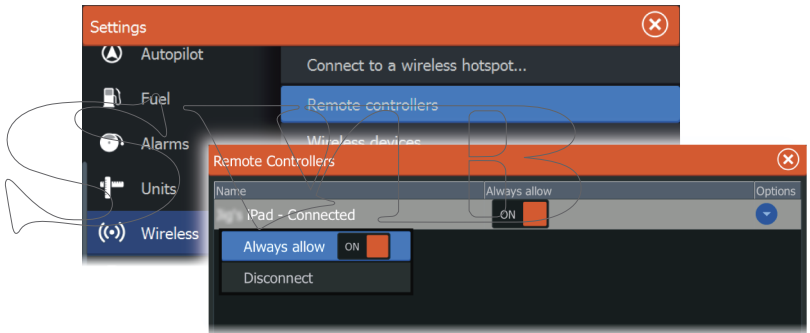 Settings
Autopilot
Fuel
Alarms
Units
Wireless
Connect to a wireless hotspot...
Remote controllers
Wireless devices
Remote Controllers
Name Always allow Options
iPad - Connected ON
Always allow ON
Disconnect